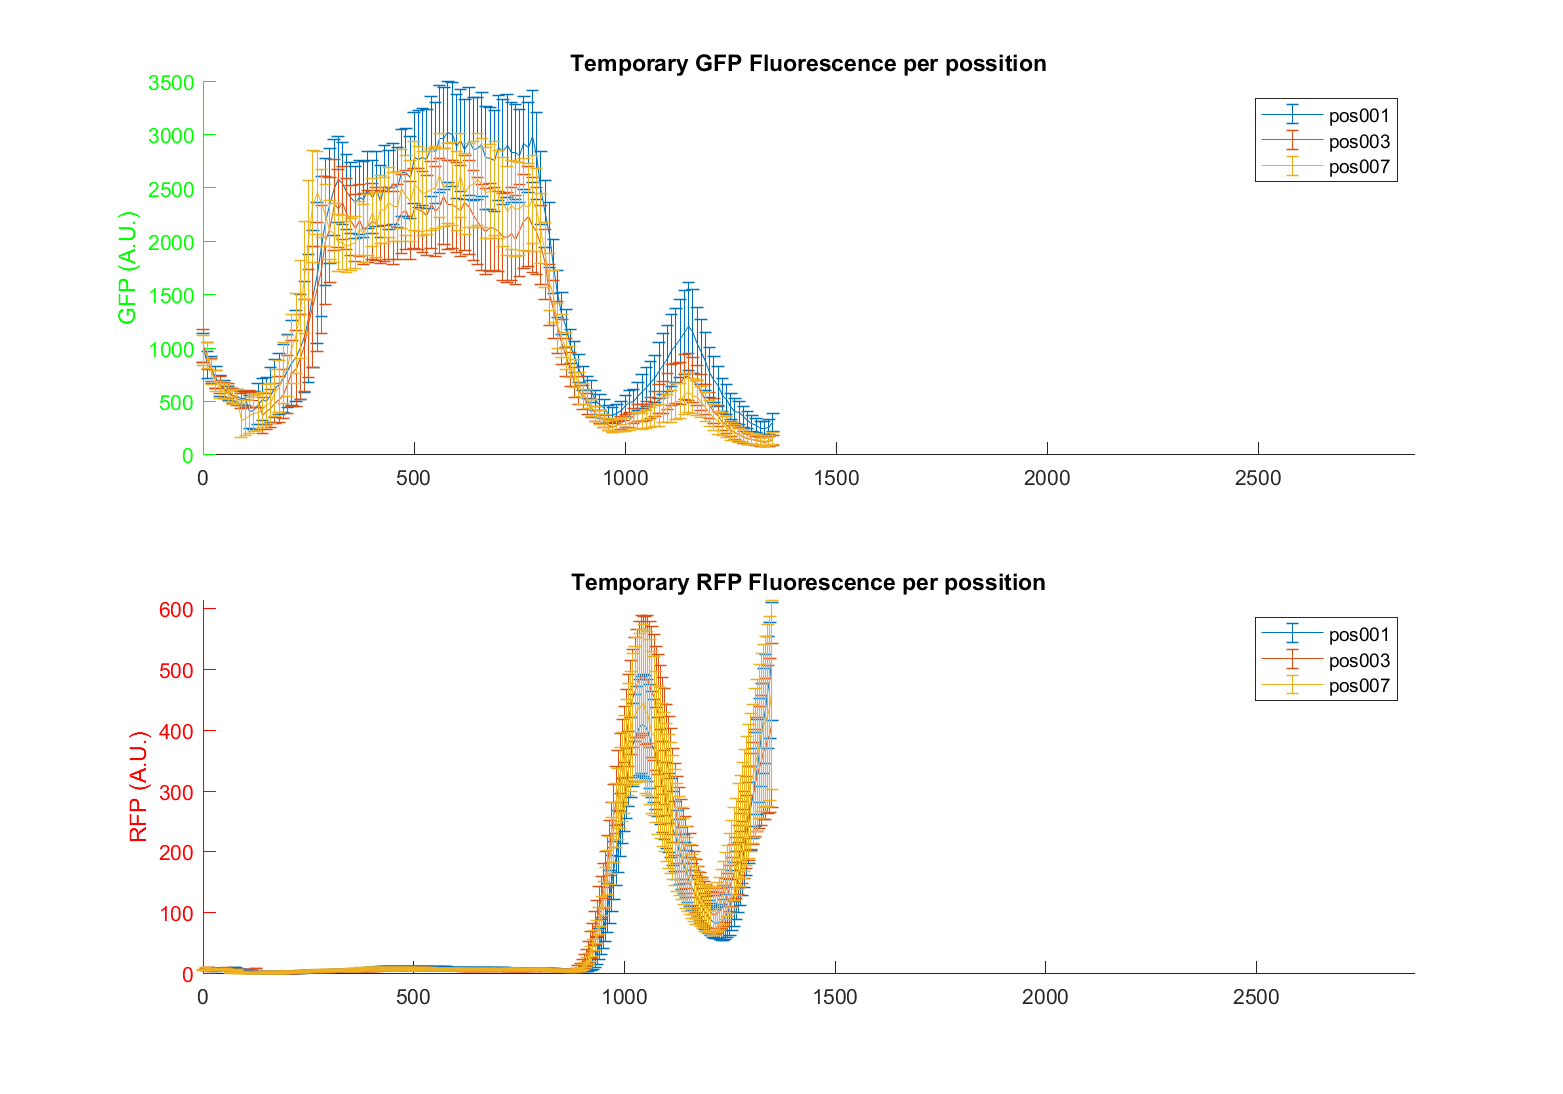 Temporary GFP Fluorescence per possition
GFP (A.U.)
3500
3000
2500
2000
1500
1000
500
0
0 500 1000 1500 2000 2500
pos001
pos003
pos007
Temporary RFP Fluorescence per possition
RFP (A.U.)
600
500
400
300
200
100
0
0 500 1000 1500 2000 2500
pos001
pos003
pos007